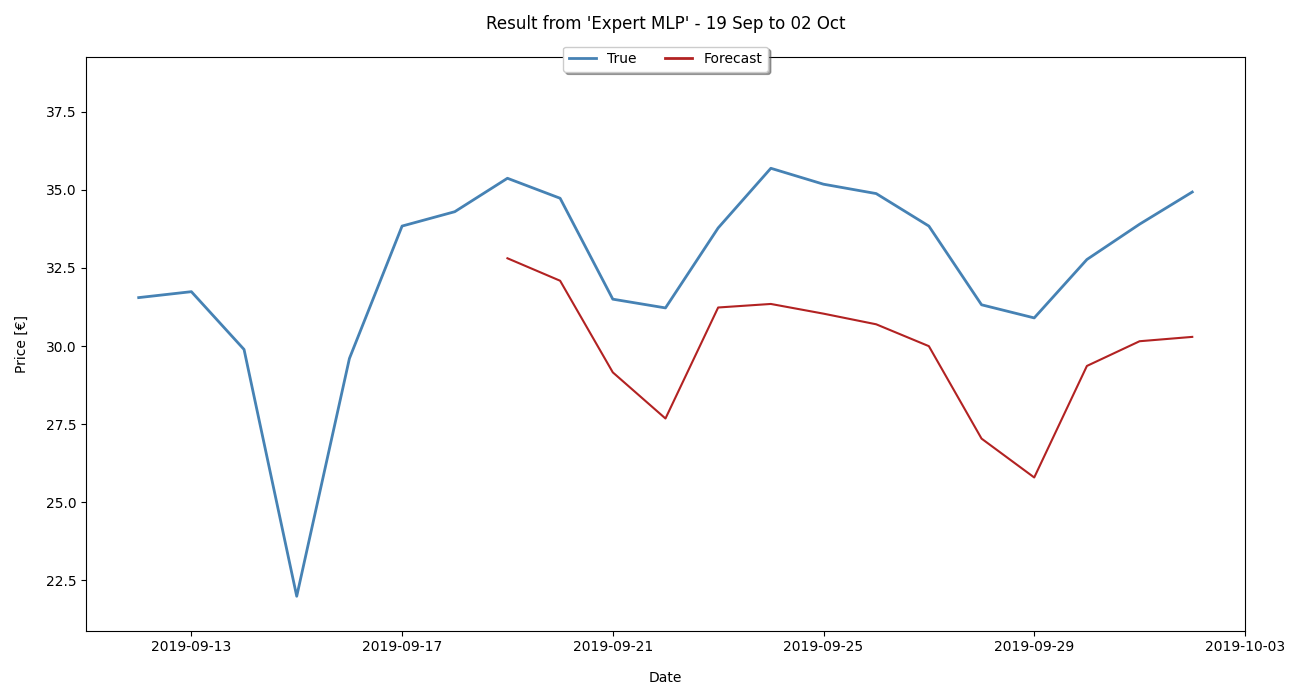 Result from 'Expert MLP' - 19 Sep to 02 Oct
True Forecast
37.5
35.0
32.5
30.0
27.5
25.0
22.5
Price [€]
2019-09-13 2019-09-17 2019-09-21 2019-09-25 2019-09-29 2019-10-03
Date